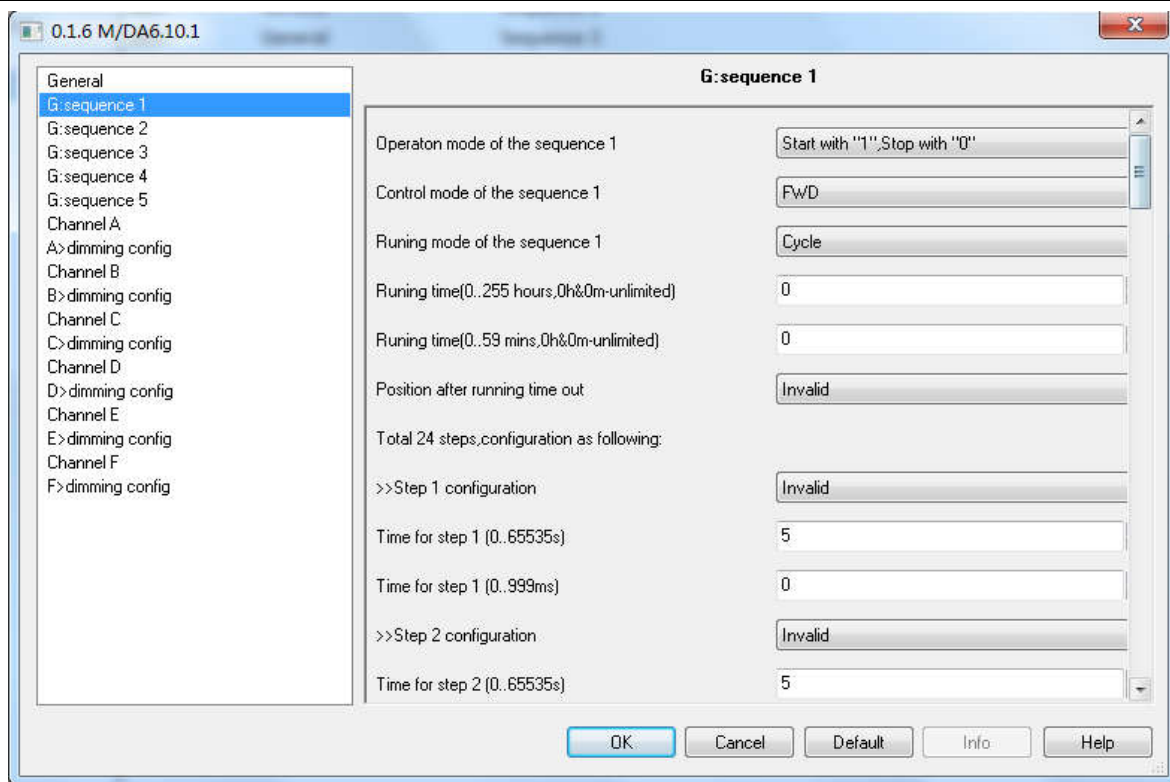 0.1.6 M/DA6.10.1
General
G:sequence 1
G:sequence 2
G:sequence 3
G:sequence 4
G:sequence 5
Channel A
A>dimming config
Channel B
B>dimming config
Channel C
C>dimming config
Channel D
D>dimming config
Channel E
E>dimming config
Channel F
F>dimming config
G:sequence 1
Operaton mode of the sequence 1 Start with "1",Stop with "0"
Control mode of the sequence 1 FWD
Runing mode of the sequence 1 Cycle
Runing time(0..255 hours,0h&0m-unlimited) 0
Runing time(0..59 mins,0h&0m-unlimited) 0
Position after running time out Invalid
Total 24 steps,configuration as following:
>>Step 1 configuration Invalid
Time for step 1 (0..65535s) 5
Time for step 1 (0..999ms) 0
>>Step 2 configuration Invalid
Time for step 2 (0..65535s) 5
OK Cancel Default Info Help